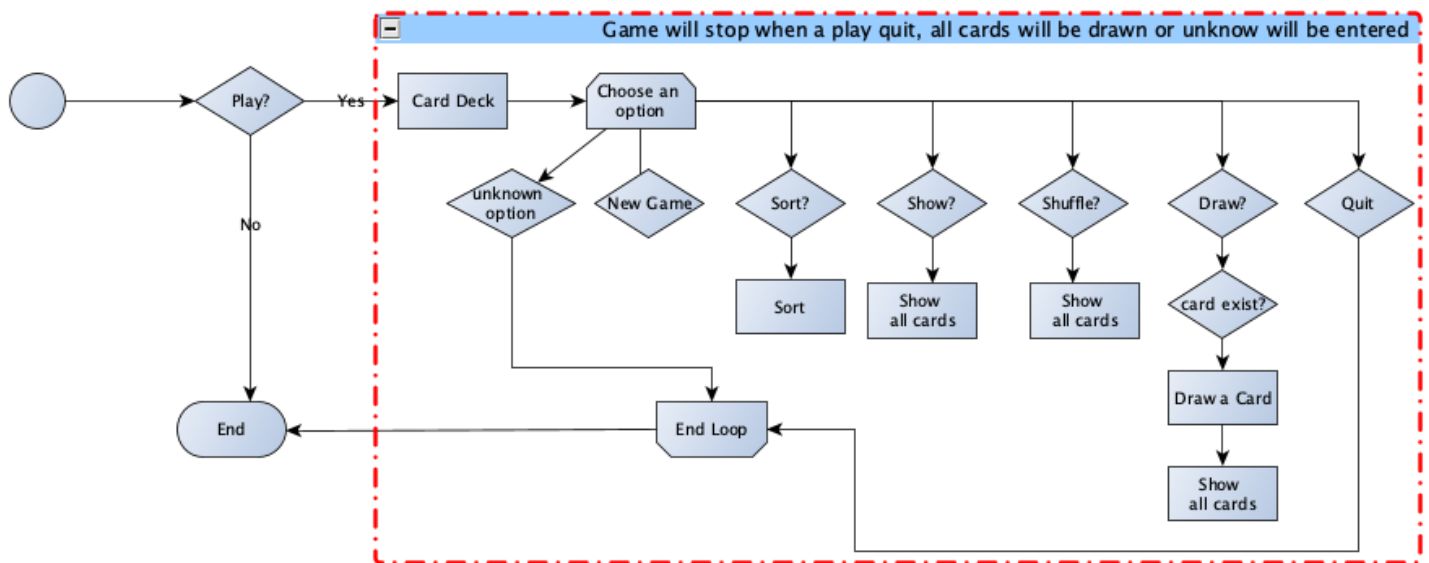 Game will stop when a play quit, all cards will be drawn or unknow will be entered
Play?
Yes
Card Deck
Choose an
option
unknown
option
New Game
Sort?
Show?
Shuffle?
Draw?
Quit
No
Sort
Show
all cards
Show
all cards
card exist?
Draw a Card
End
End Loop
Show
all cards